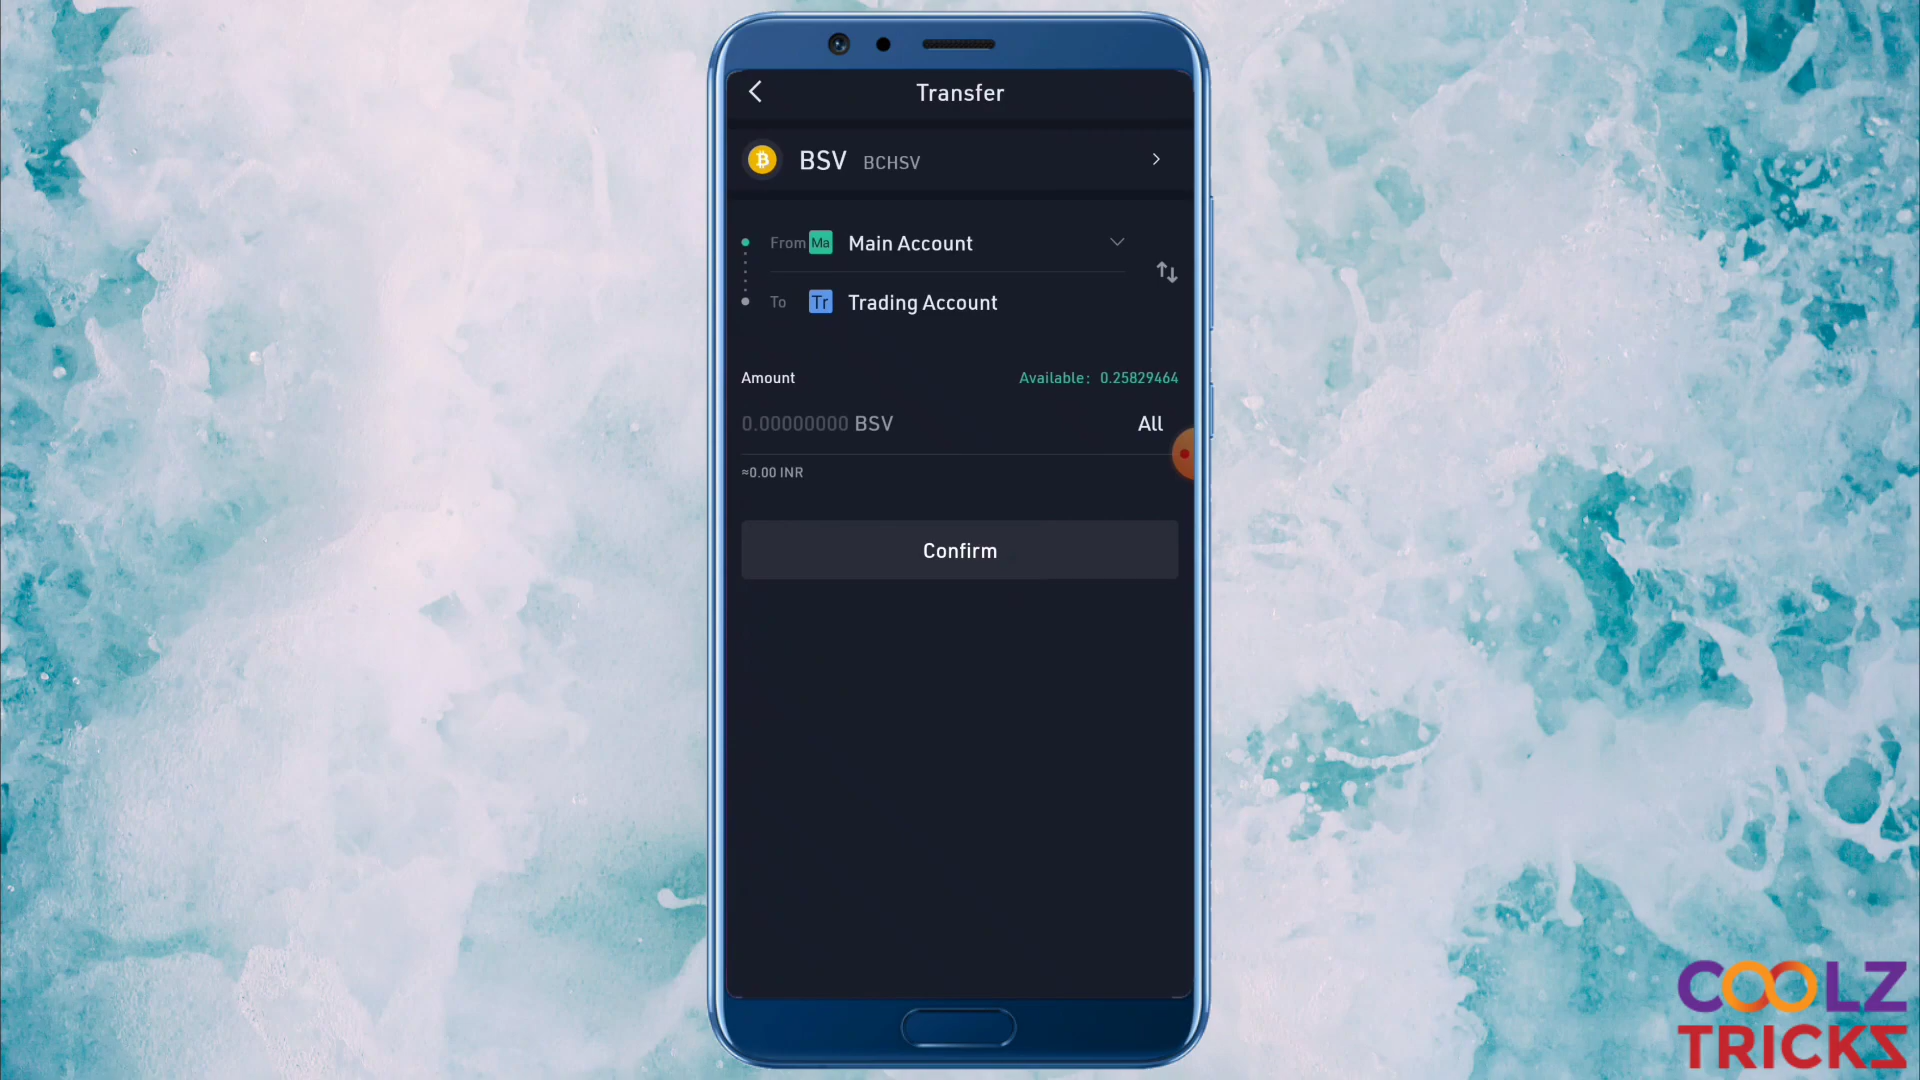 Transfer
BSV BCHSV
From Ma Main Account
To Tr Trading Account
Amount Available: 0.25829464
0.00000000 BSV All
≈0.00 INR
Confirm
COOLZ
TRICKS